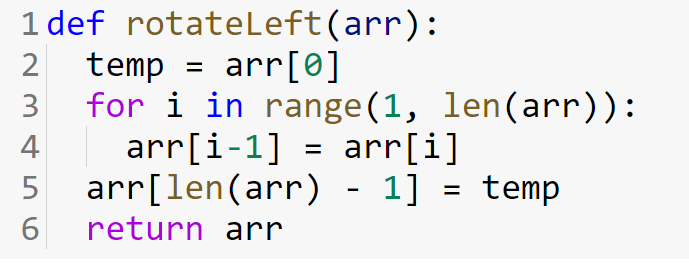 1 def rotateLeft(arr):
2   temp = arr[0]
3   for i in range(1, len(arr)):
4     arr[i-1] = arr[i]
5   arr[len(arr) - 1] = temp
6   return arr